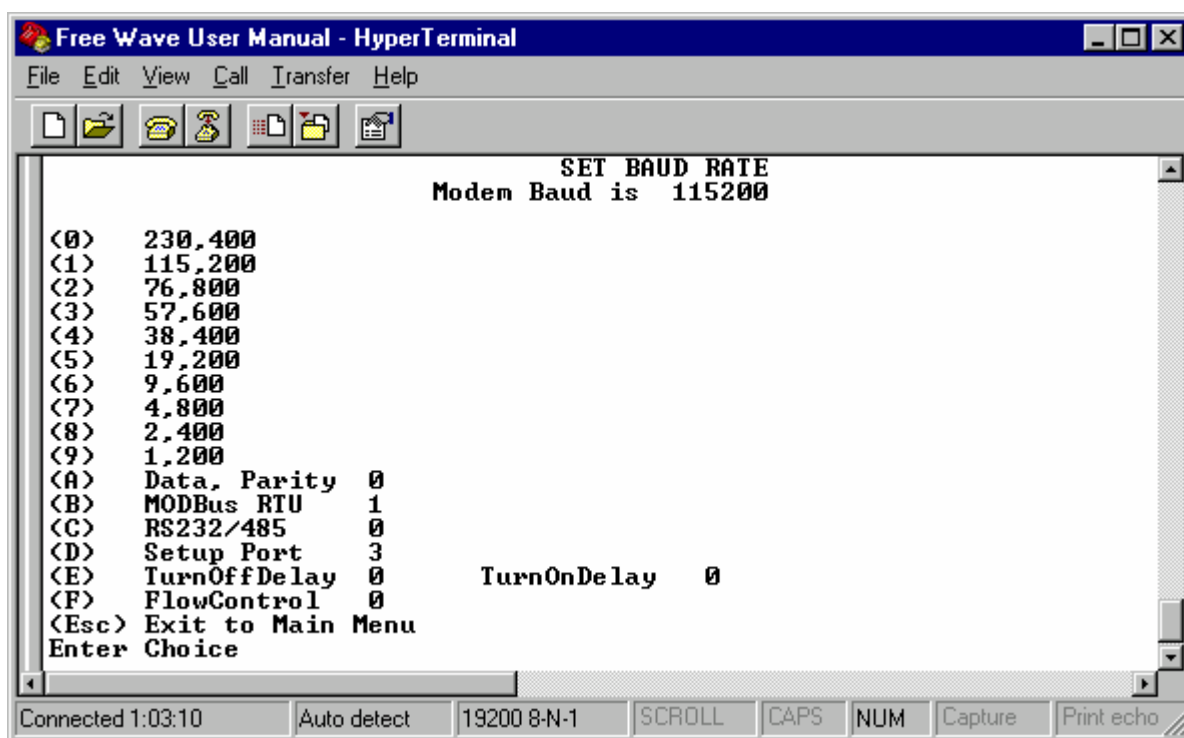 Free Wave User Manual - HyperTerminal
File Edit View Call Transfer Help
SET BAUD RATE
Modem Baud is 115200
(0) 230,400
(1) 115,200
(2) 76,800
(3) 57,600
(4) 38,400
(5) 19,200
(6) 9,600
(7) 4,800
(8) 2,400
(9) 1,200
(A) Data, Parity 0
(B) MODBus RTU 1
(C) RS232/485 0
(D) Setup Port 3
(E) TurnOffDelay 0 TurnOnDelay 0
(F) FlowControl 0
(Esc) Exit to Main Menu
Enter Choice
Connected 1:03:10 Auto detect 19200 8-N-1 SCROLL CAPS NUM Capture Print echo